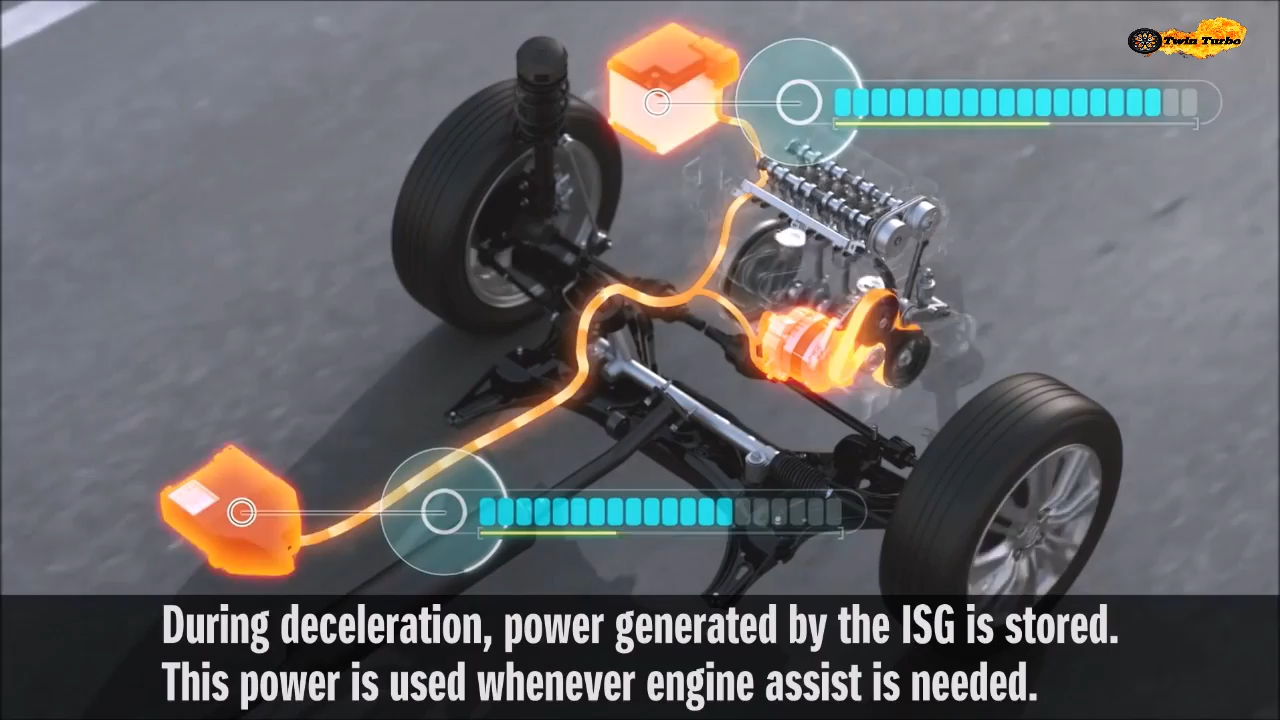 Twin Turbo
During deceleration, power generated by the ISG is stored.
This power is used whenever engine assist is needed.